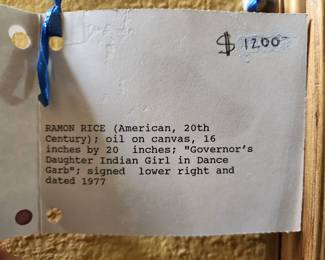 $ 1200
RAMON RICE (American, 20th
Century); oil on canvas, 16
inches by 20 inches; "Governor's
Daughter Indian Girl in Dance
Garb"; signed lower right and
dated 1977